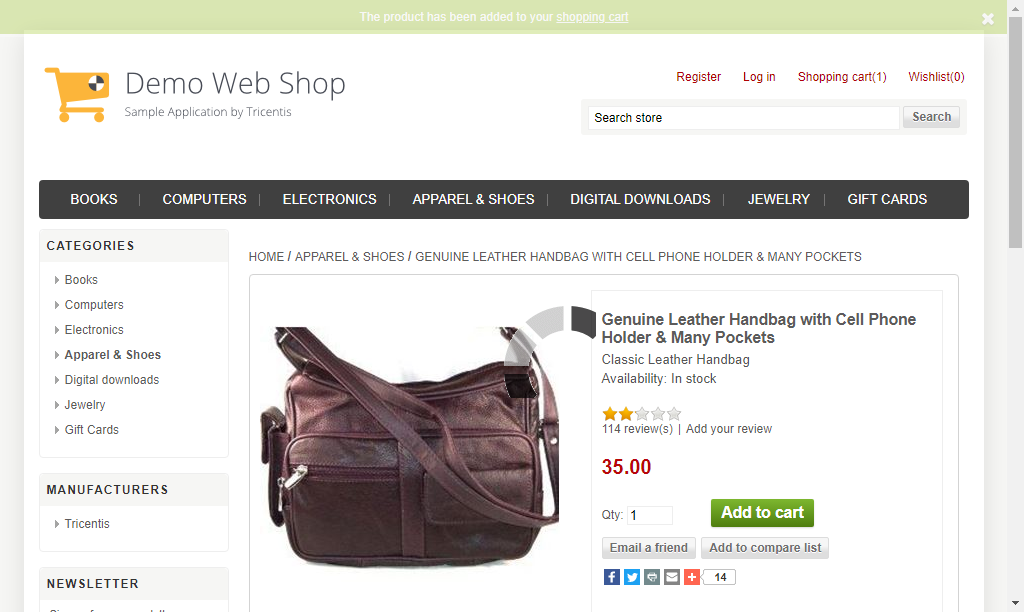 The product has been added to your shopping cart
Demo Web Shop
Sample Application by Tricentis
Register Log in Shopping cart(1) Wishlist(0)
Search store Search
BOOKS COMPUTERS ELECTRONICS APPAREL & SHOES DIGITAL DOWNLOADS JEWELRY GIFT CARDS
CATEGORIES
Books
Computers
Electronics
Apparel & Shoes
Digital downloads
Jewelry
Gift Cards
MANUFACTURERS
Tricentis
NEWSLETTER
HOME / APPAREL & SHOES / GENUINE LEATHER HANDBAG WITH CELL PHONE HOLDER & MANY POCKETS
Genuine Leather Handbag with Cell Phone
Holder & Many Pockets
Classic Leather Handbag
Availability: In stock
114 review(s) | Add your review
35.00
Qty: 1 Add to cart
Email a friend Add to compare list
14